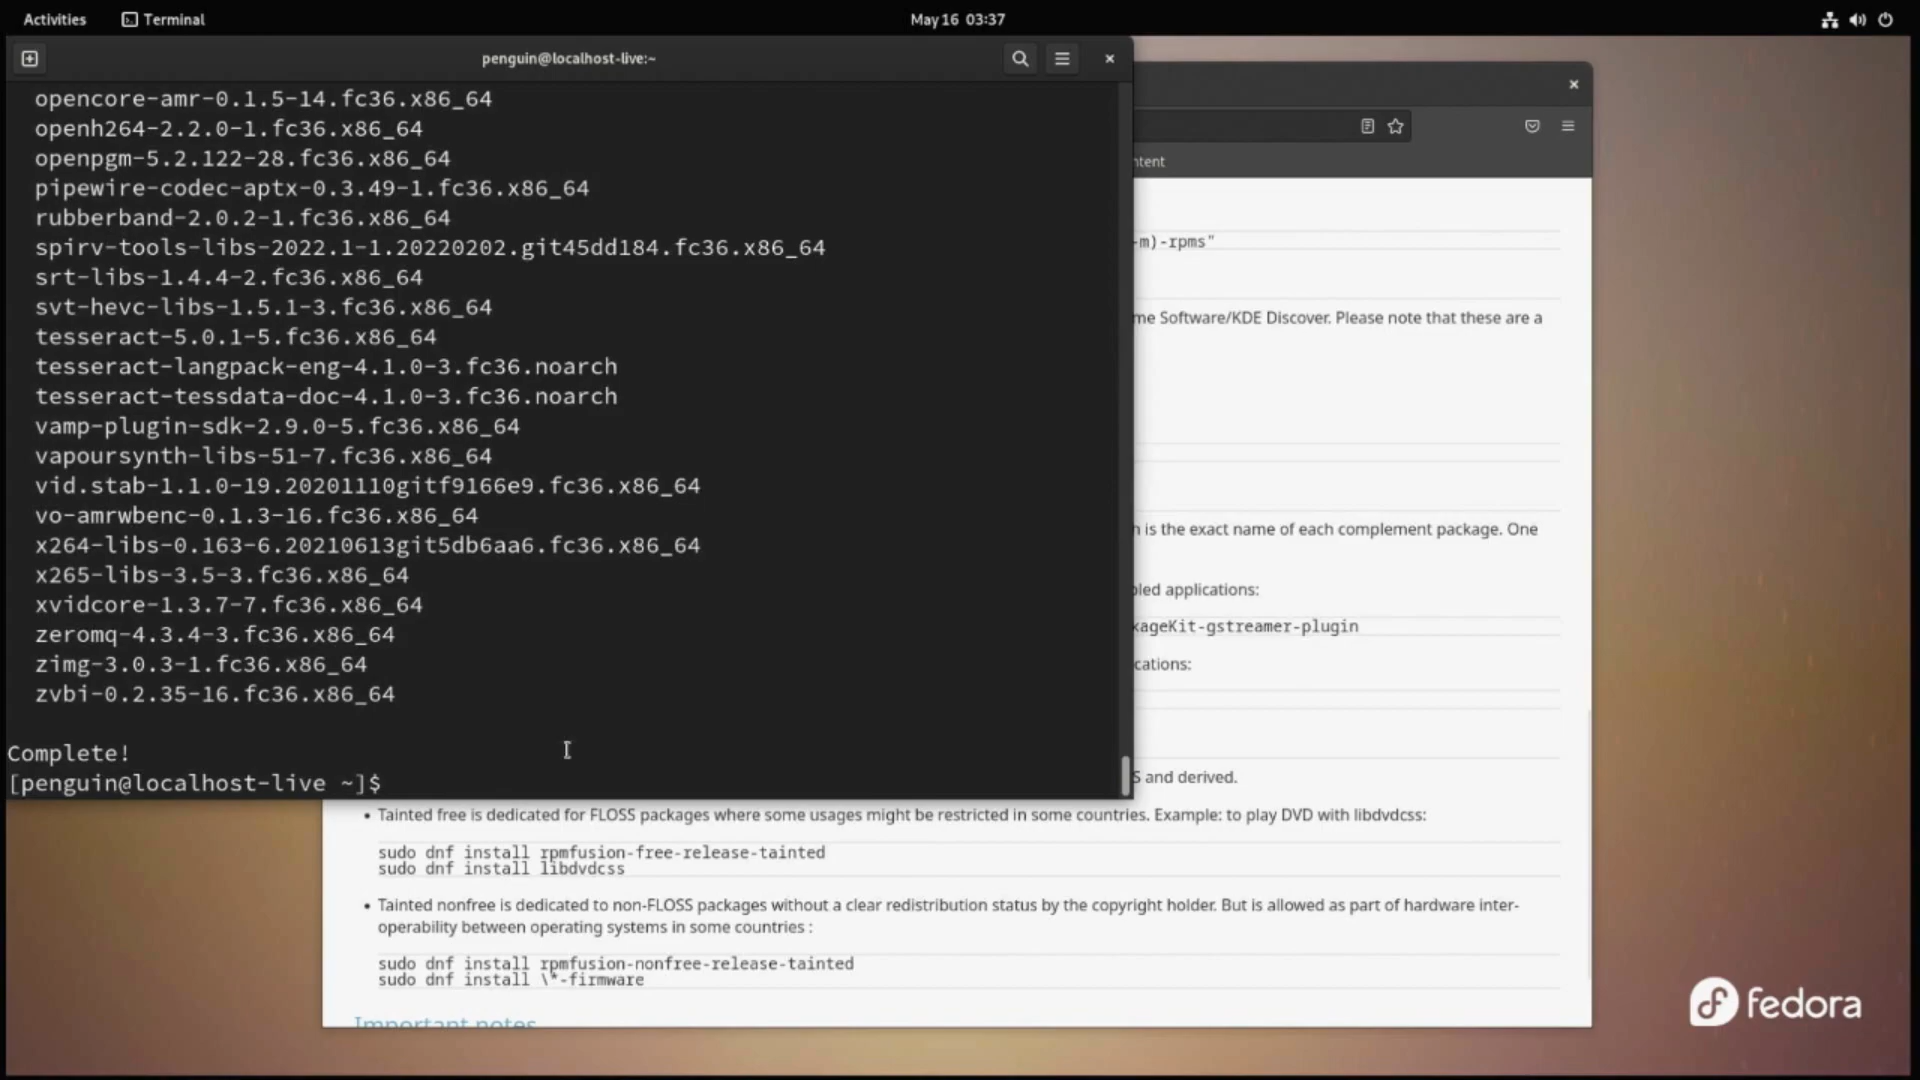 Activities
Terminal
May 16 03:37
penguin@localhost-live:~
opencore-amr-0.1.5-14.fc36.x86_64
openh264-2.2.0-1.fc36.x86_64
openpgm-5.2.122-28.fc36.x86_64
pipewire-codec-aptx-0.3.49-1.fc36.x86_64
rubberband-2.0.2-1.fc36.x86_64
spirv-tools-libs-2022.1-1.20220202.git45dd184.fc36.x86_64
srt-libs-1.4.4-2.fc36.x86_64
svt-hevc-libs-1.5.1-3.fc36.x86_64
tesseract-5.0.1-5.fc36.x86_64
tesseract-langpack-eng-4.1.0-3.fc36.noarch
tesseract-tessdata-doc-4.1.0-3.fc36.noarch
vamp-plugin-sdk-2.9.0-5.fc36.x86_64
vapoursynth-libs-51-7.fc36.x86_64
vid.stab-1.1.0-19.20201110gitf9166e9.fc36.x86_64
vo-amrwbenc-0.1.3-16.fc36.x86_64
x264-libs-0.163-6.20210613git5db6aa6.fc36.x86_64
x265-libs-3.5-3.fc36.x86_64
xvidcore-1.3.7-7.fc36.x86_64
zeromq-4.3.4-3.fc36.x86_64
zimg-3.0.3-1.fc36.x86_64
zvbi-0.2.35-16.fc36.x86_64
Complete!
[penguin@localhost-live ~]$
ntent
-m)-rpms"
me Software/KDE Discover. Please note that these are a
h is the exact name of each complement package. One
bled applications:
kageKit-gstreamer-plugin
cations:
S and derived.
• Tainted free is dedicated for FLOSS packages where some usages might be restricted in some countries. Example: to play DVD with libdvdcss:
sudo dnf install rpmfusion-free-release-tainted
sudo dnf install libdvdcss
• Tainted nonfree is dedicated to non-FLOSS packages without a clear redistribution status by the copyright holder. But is allowed as part of hardware inter-
operability between operating systems in some countries :
sudo dnf install rpmfusion-nonfree-release-tainted
sudo dnf install \*-firmware
Important notes
fedora